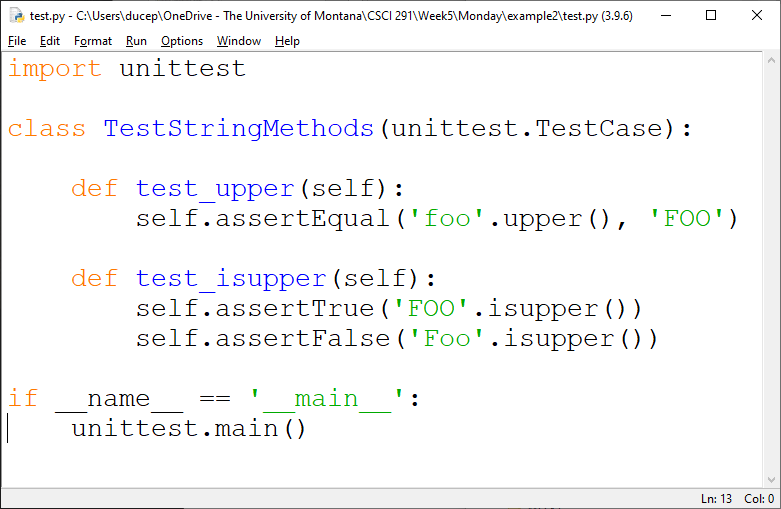 test.py - C:\Users\ducep\OneDrive - The University of Montana\CSCI 291\Week5\Monday\example2\test.py (3.9.6)
File Edit Format Run Options Window Help
import unittest

class TestStringMethods(unittest.TestCase):

    def test_upper(self):
        self.assertEqual('foo'.upper(), 'FOO')

    def test_isupper(self):
        self.assertTrue('FOO'.isupper())
        self.assertFalse('Foo'.isupper())

if __name__ == '__main__':
    unittest.main()
Ln: 13 Col: 0